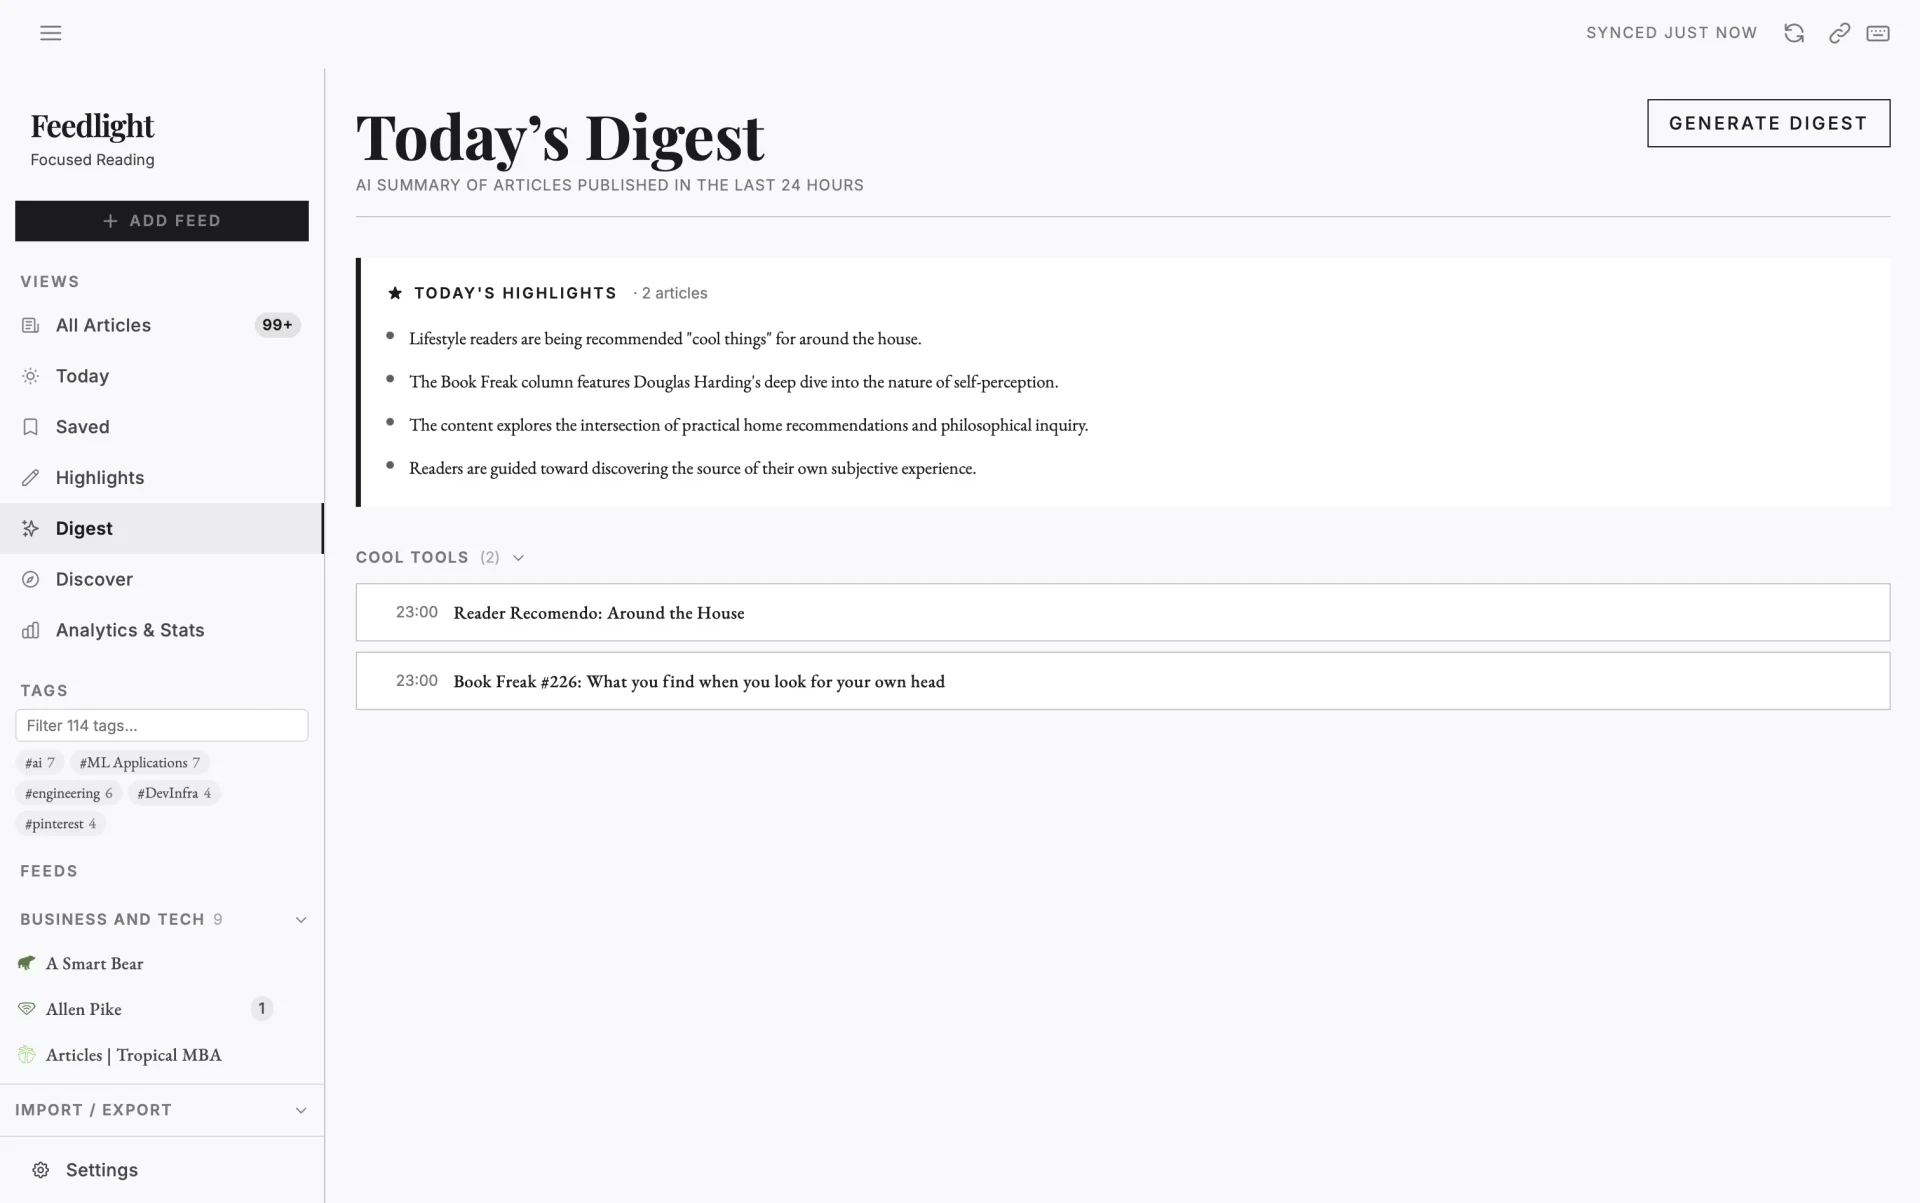 SYNCED JUST NOW
Feedlight
Focused Reading
+ ADD FEED
VIEWS
All Articles 99+
Today
Saved
Highlights
Digest
Discover
Analytics & Stats
TAGS
Filter 114 tags...
#ai 7 #ML Applications 7
#engineering 6 #DevInfra 4
#pinterest 4
FEEDS
BUSINESS AND TECH 9
A Smart Bear
Allen Pike 1
Articles | Tropical MBA
IMPORT / EXPORT
Settings
Today’s Digest
GENERATE DIGEST
AI SUMMARY OF ARTICLES PUBLISHED IN THE LAST 24 HOURS
★ TODAY'S HIGHLIGHTS · 2 articles
• Lifestyle readers are being recommended "cool things" for around the house.
• The Book Freak column features Douglas Harding's deep dive into the nature of self-perception.
• The content explores the intersection of practical home recommendations and philosophical inquiry.
• Readers are guided toward discovering the source of their own subjective experience.
COOL TOOLS (2)
23:00 Reader Recomendo: Around the House
23:00 Book Freak #226: What you find when you look for your own head